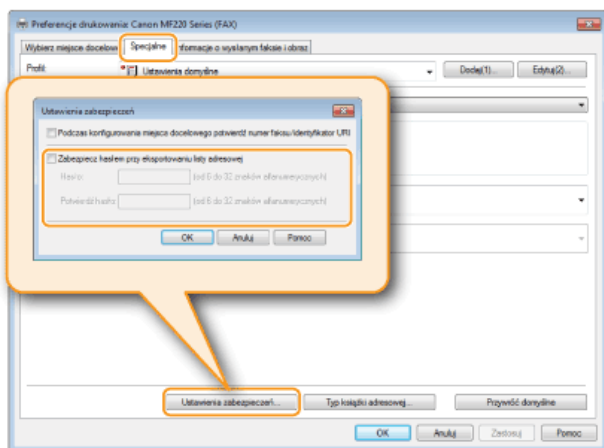 Preferencje drukowania: Canon MF220 Series (FAX)
Wybierz miejsce docelow Specjalne nformacje o wysłanym faksie i obraz
Profil: Ustawienia domyślne Dodaj(1)... Edytuj(2)...
Ustawienia zabezpieczeń
Podczas konfigurowania miejsca docelowego potwierdź numer faksu/identyfikator URI
Zabezpiecz hasłem przy eksportowaniu listy adresowej
Hasło: (od 6 do 32 znaków alfanumerycznych)
Potwierdź hasło: (od 6 do 32 znaków alfanumerycznych)
OK Anuluj Pomoc
Ustawienia zabezpieczeń... Typ książki adresowej... Przywróć domyślne
OK Anuluj Zastosuj Pomoc